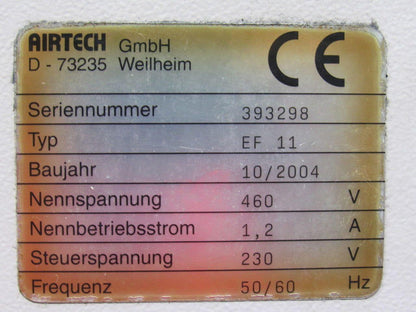 AIRTECH GmbH CE
D - 73235 Weilheim
Seriennummer 393298
Typ EF 11
Baujahr 10/2004
Nennspannung 460 V
Nennbetriebsstrom 1,2 A
Steuerspannung 230 V
Frequenz 50/60 Hz